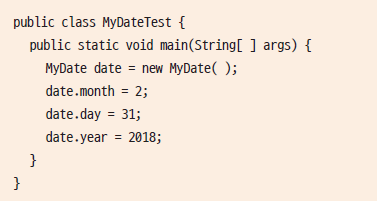 public class MyDateTest {
public static void main(String[ ] args) {
MyDate date = new MyDate( );
date.month = 2;
date.day = 31;
date.year = 2018;
}
}